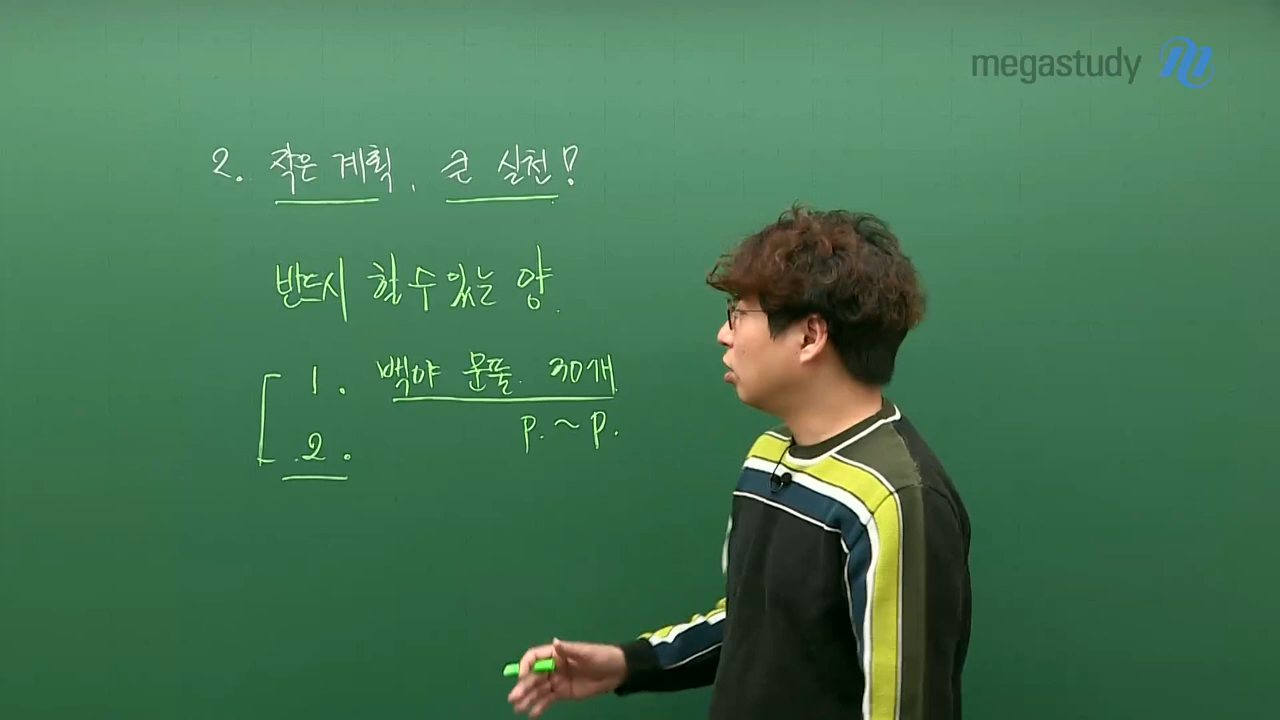 megastudy
2. 작은 계획, 큰 실천!
반드시 할 수 있는 양.
1. 백야 문풀. 30개
2. p. ~ p.